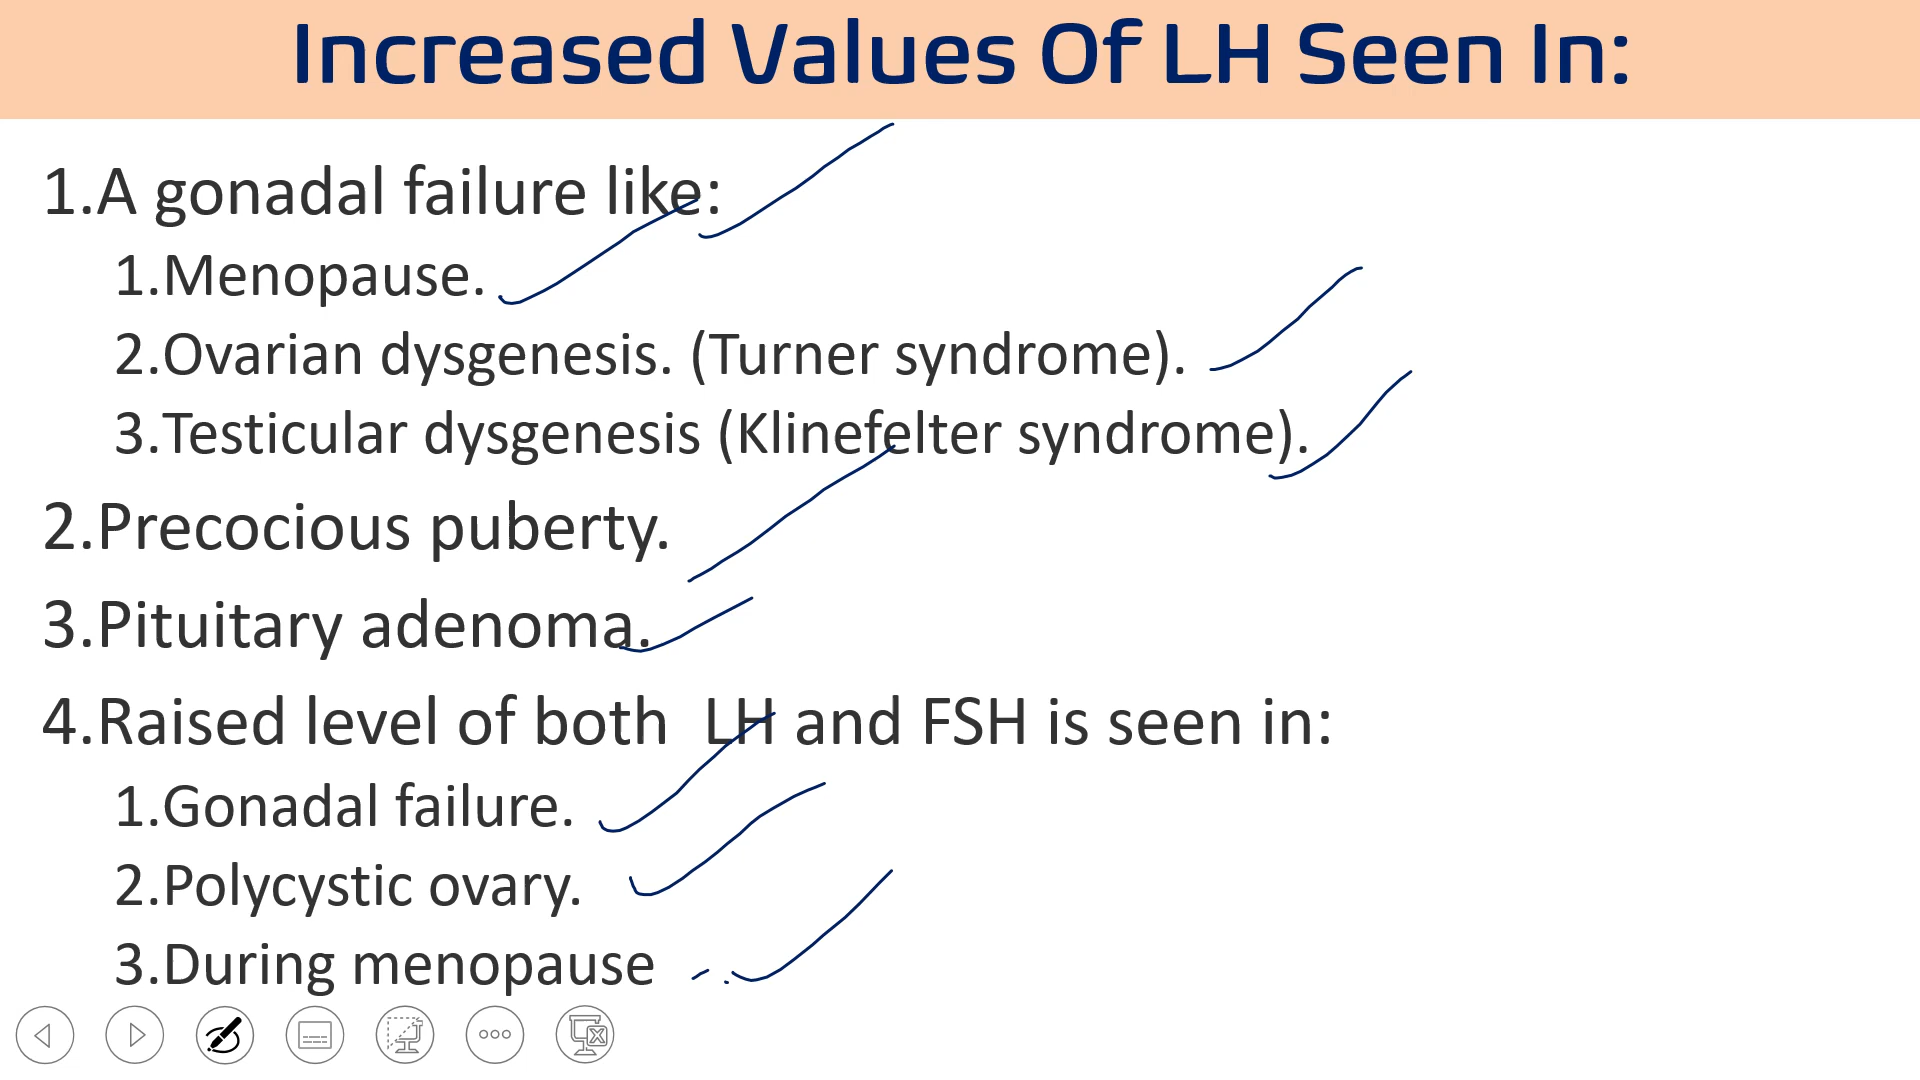 Increased Values Of LH Seen In:
1.A gonadal failure like:
1.Menopause.
2.Ovarian dysgenesis. (Turner syndrome).
3.Testicular dysgenesis (Klinefelter syndrome).
2.Precocious puberty.
3.Pituitary adenoma.
4.Raised level of both  LH and FSH is seen in:
1.Gonadal failure.
2.Polycystic ovary.
3.During menopause